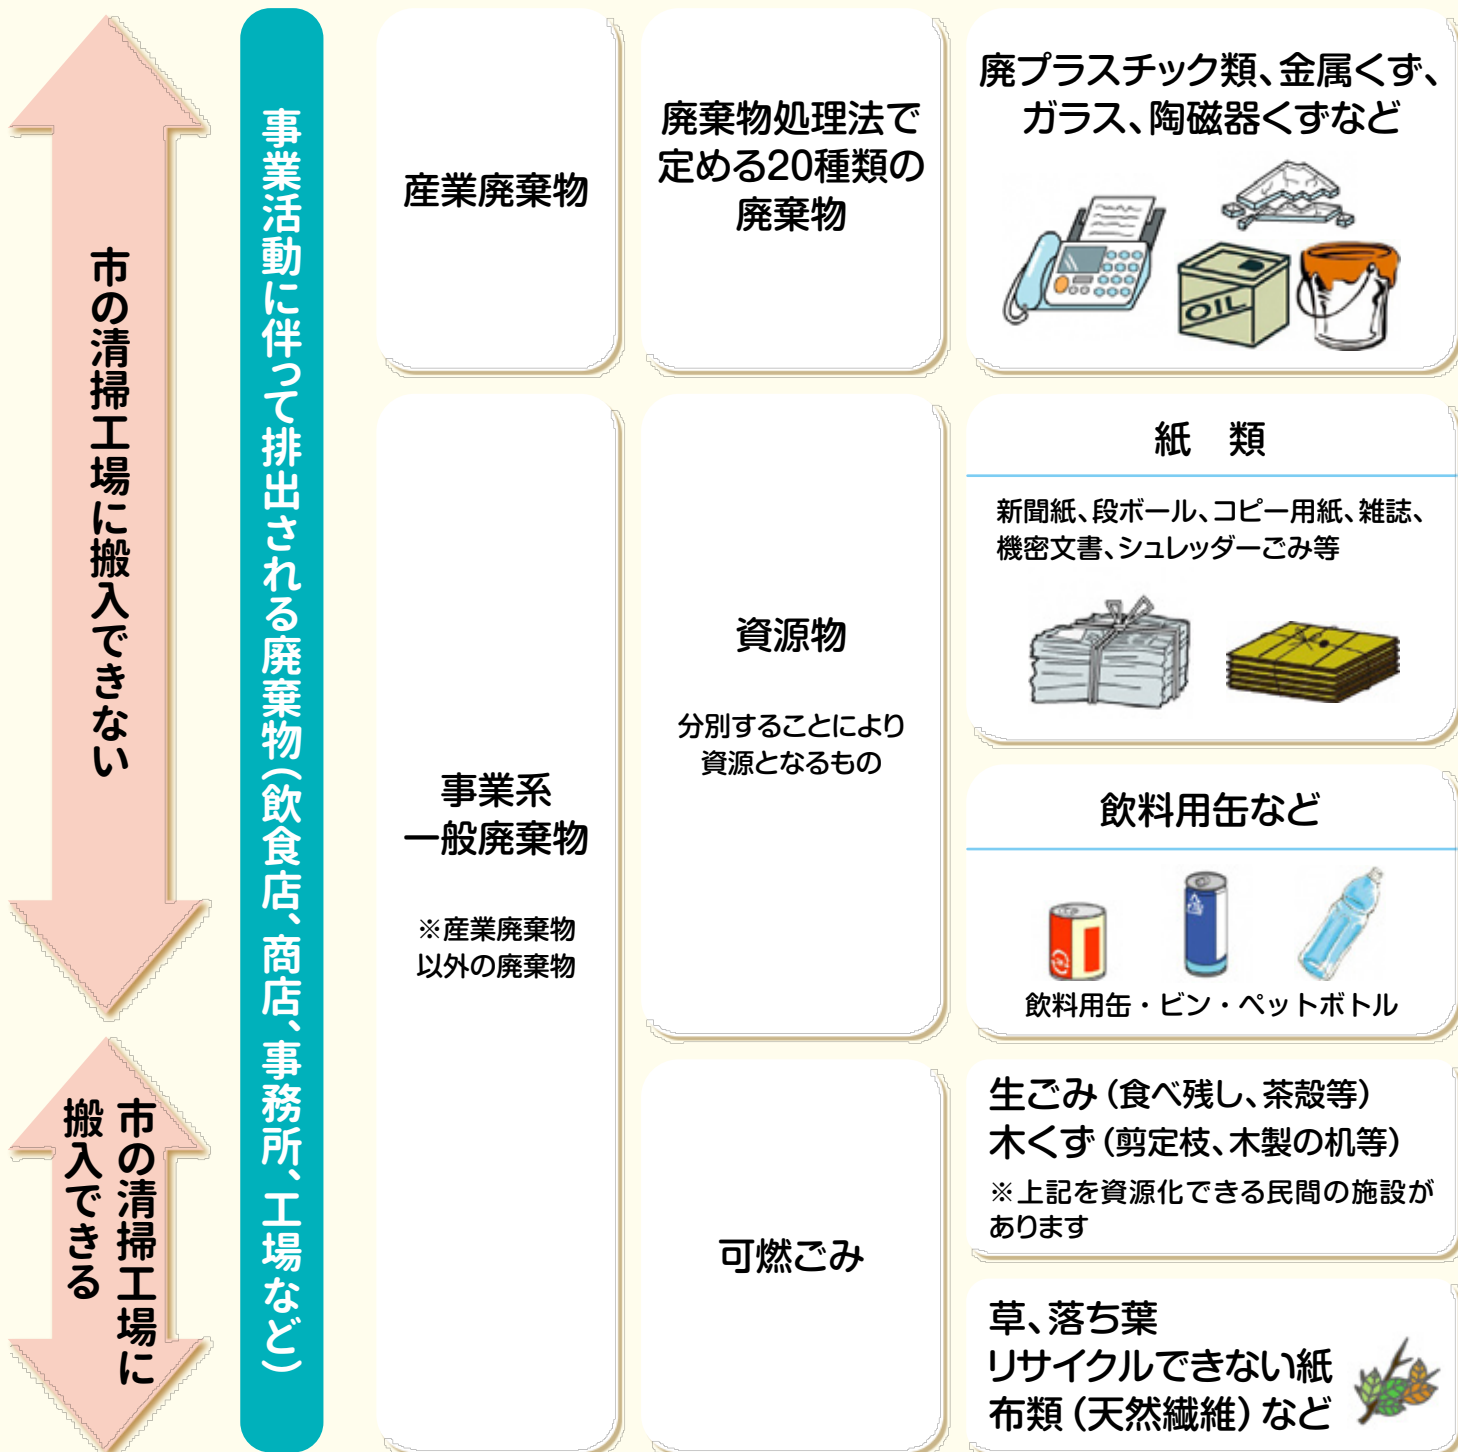 市の清掃工場に搬入できない
市の清掃工場に
搬入できる
事業活動に伴って排出される廃棄物(飲食店、商店、事務所、工場など)
産業廃棄物
廃棄物処理法で
定める20種類の
廃棄物
廃プラスチック類、金属くず、
ガラス、陶磁器くずなど
OIL
事業系
一般廃棄物
※産業廃棄物
以外の廃棄物
資源物
分別することにより
資源となるもの
紙 類
新聞紙、段ボール、コピー用紙、雑誌、
機密文書、シュレッダーごみ等
飲料用缶など
飲料用缶・ビン・ペットボトル
可燃ごみ
生ごみ(食べ残し、茶殻等)
木くず(剪定枝、木製の机等)
※上記を資源化できる民間の施設が
あります
草、落ち葉
リサイクルできない紙
布類(天然繊維)など